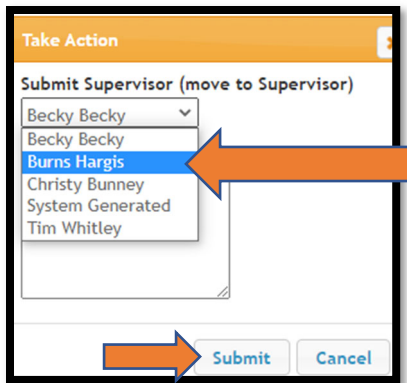 Take Action
Submit Supervisor (move to Supervisor)
Becky Becky
Becky Becky
Burns Hargis
Christy Bunney
System Generated
Tim Whitley
Submit Cancel